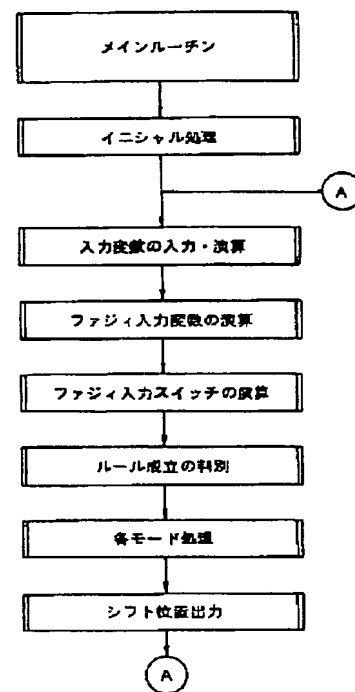 メインルーチン
イニシャル処理
A
入力変数の入力・演算
ファジィ入力変数の演算
ファジィ入力スイッチの演算
ルール成立の判別
各モード処理
シフト位置出力
A